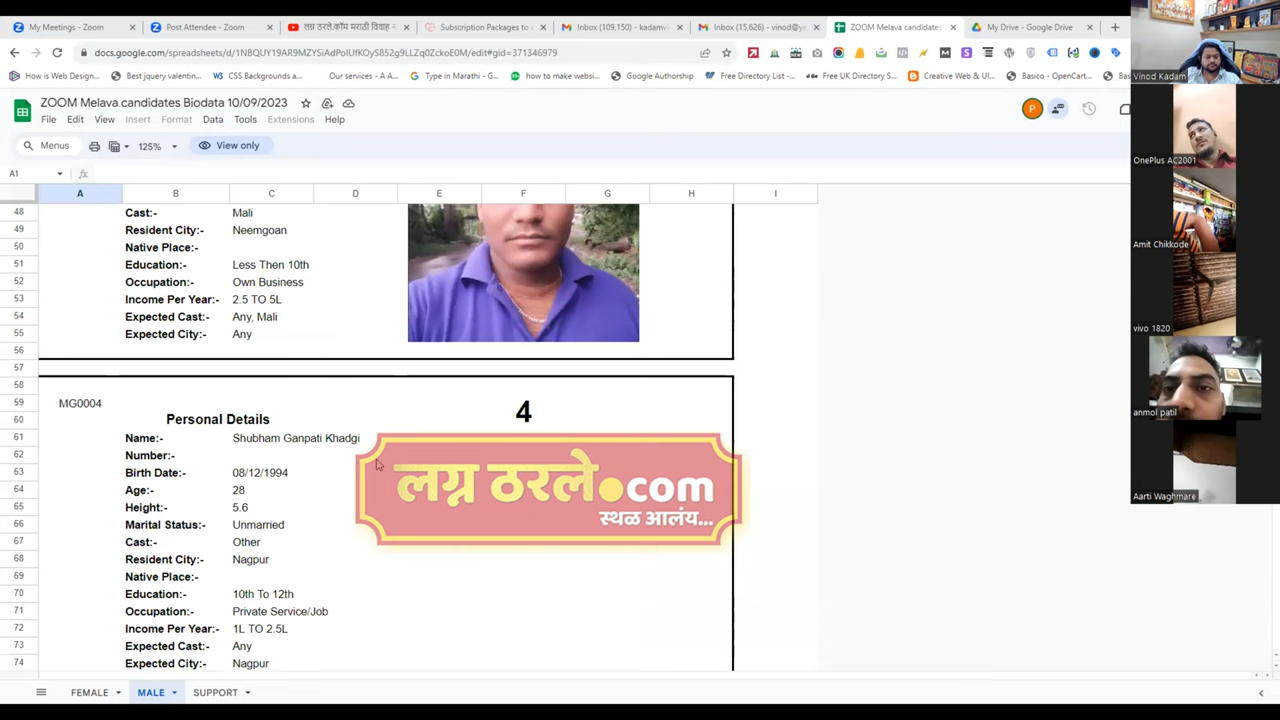 My Meetings - Zoom
Post Attendee - Zoom
लग्न ठरले.कॉम मराठी विवाह
Subscription Packages to
Inbox (109,150) - kadamvi
Inbox (15,626) - vinod@ye
ZOOM Melava candidates
My Drive - Google Drive
docs.google.com/spreadsheets/d/1NBQUY19AR9MZYSiAdPolUfKOyS852g9LLZq0ZckoE0M/edit#gid=371346979
How is Web Design...
Best jquery valentin...
CSS Backgrounds a...
Our services - A A...
Type in Marathi - G...
how to make websi...
Google Authorship
Free Directory List -...
Free UK Directory S...
Creative Web & UI...
Basico - OpenCart...
ZOOM Melava candidates Biodata 10/09/2023
File Edit View Insert Format Data Tools Extensions Help
P
Menus
125%
View only
A1
fx
A B C D E F G H I
48 Cast:- Mali
49 Resident City:- Neemgoan
50 Native Place:-
51 Education:- Less Then 10th
52 Occupation:- Own Business
53 Income Per Year:- 2.5 TO 5L
54 Expected Cast:- Any, Mali
55 Expected City:- Any
56
57
58
59 MG0004
4
60 Personal Details
61 Name:- Shubham Ganpati Khadgi
62 Number:-
63 Birth Date:- 08/12/1994
64 Age:- 28
65 Height:- 5.6
66 Marital Status:- Unmarried
67 Cast:- Other
68 Resident City:- Nagpur
69 Native Place:-
70 Education:- 10th To 12th
71 Occupation:- Private Service/Job
72 Income Per Year:- 1L TO 2.5L
73 Expected Cast:- Any
74 Expected City:- Nagpur
लग्न ठरले.com
स्थळ आलंय...
FEMALE
MALE
SUPPORT
Vinod Kadam
OnePlus AC2001
Amit Chikkode
vivo 1820
anmol patil
Aarti Waghmare